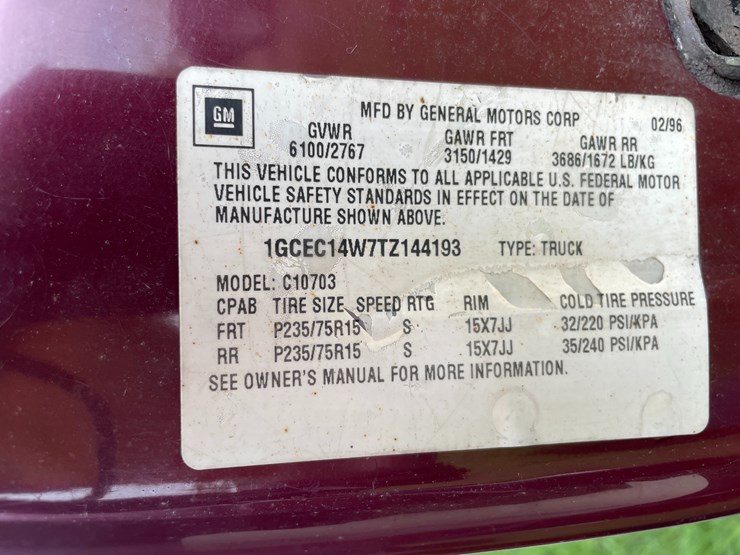 GM
MFD BY GENERAL MOTORS CORP 02/96
GVWR GAWR FRT GAWR RR
6100/2767 3150/1429 3686/1672 LB/KG
THIS VEHICLE CONFORMS TO ALL APPLICABLE U.S. FEDERAL MOTOR
VEHICLE SAFETY STANDARDS IN EFFECT ON THE DATE OF
MANUFACTURE SHOWN ABOVE.
1GCEC14W7TZ144193 TYPE: TRUCK
MODEL: C10703
CPAB TIRE SIZE SPEED RTG RIM COLD TIRE PRESSURE
FRT P235/75R15 S 15X7JJ 32/220 PSI/KPA
RR P235/75R15 S 15X7JJ 35/240 PSI/KPA
SEE OWNER'S MANUAL FOR MORE INFORMATION.